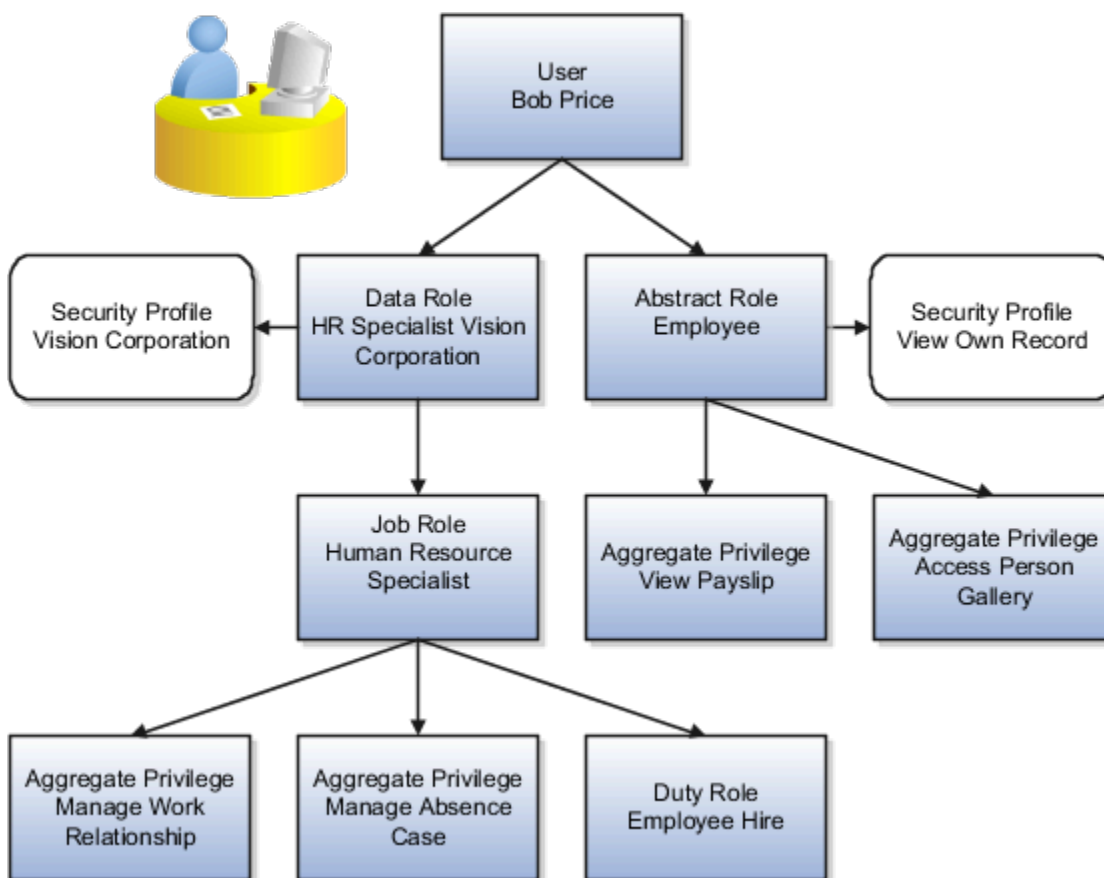 User
Bob Price
Security Profile
Vision Corporation
Data Role
HR Specialist Vision
Corporation
Abstract Role
Employee
Security Profile
View Own Record
Job Role
Human Resource
Specialist
Aggregate Privilege
View Payslip
Aggregate Privilege
Access Person
Gallery
Aggregate Privilege
Manage Work
Relationship
Aggregate Privilege
Manage Absence
Case
Duty Role
Employee Hire